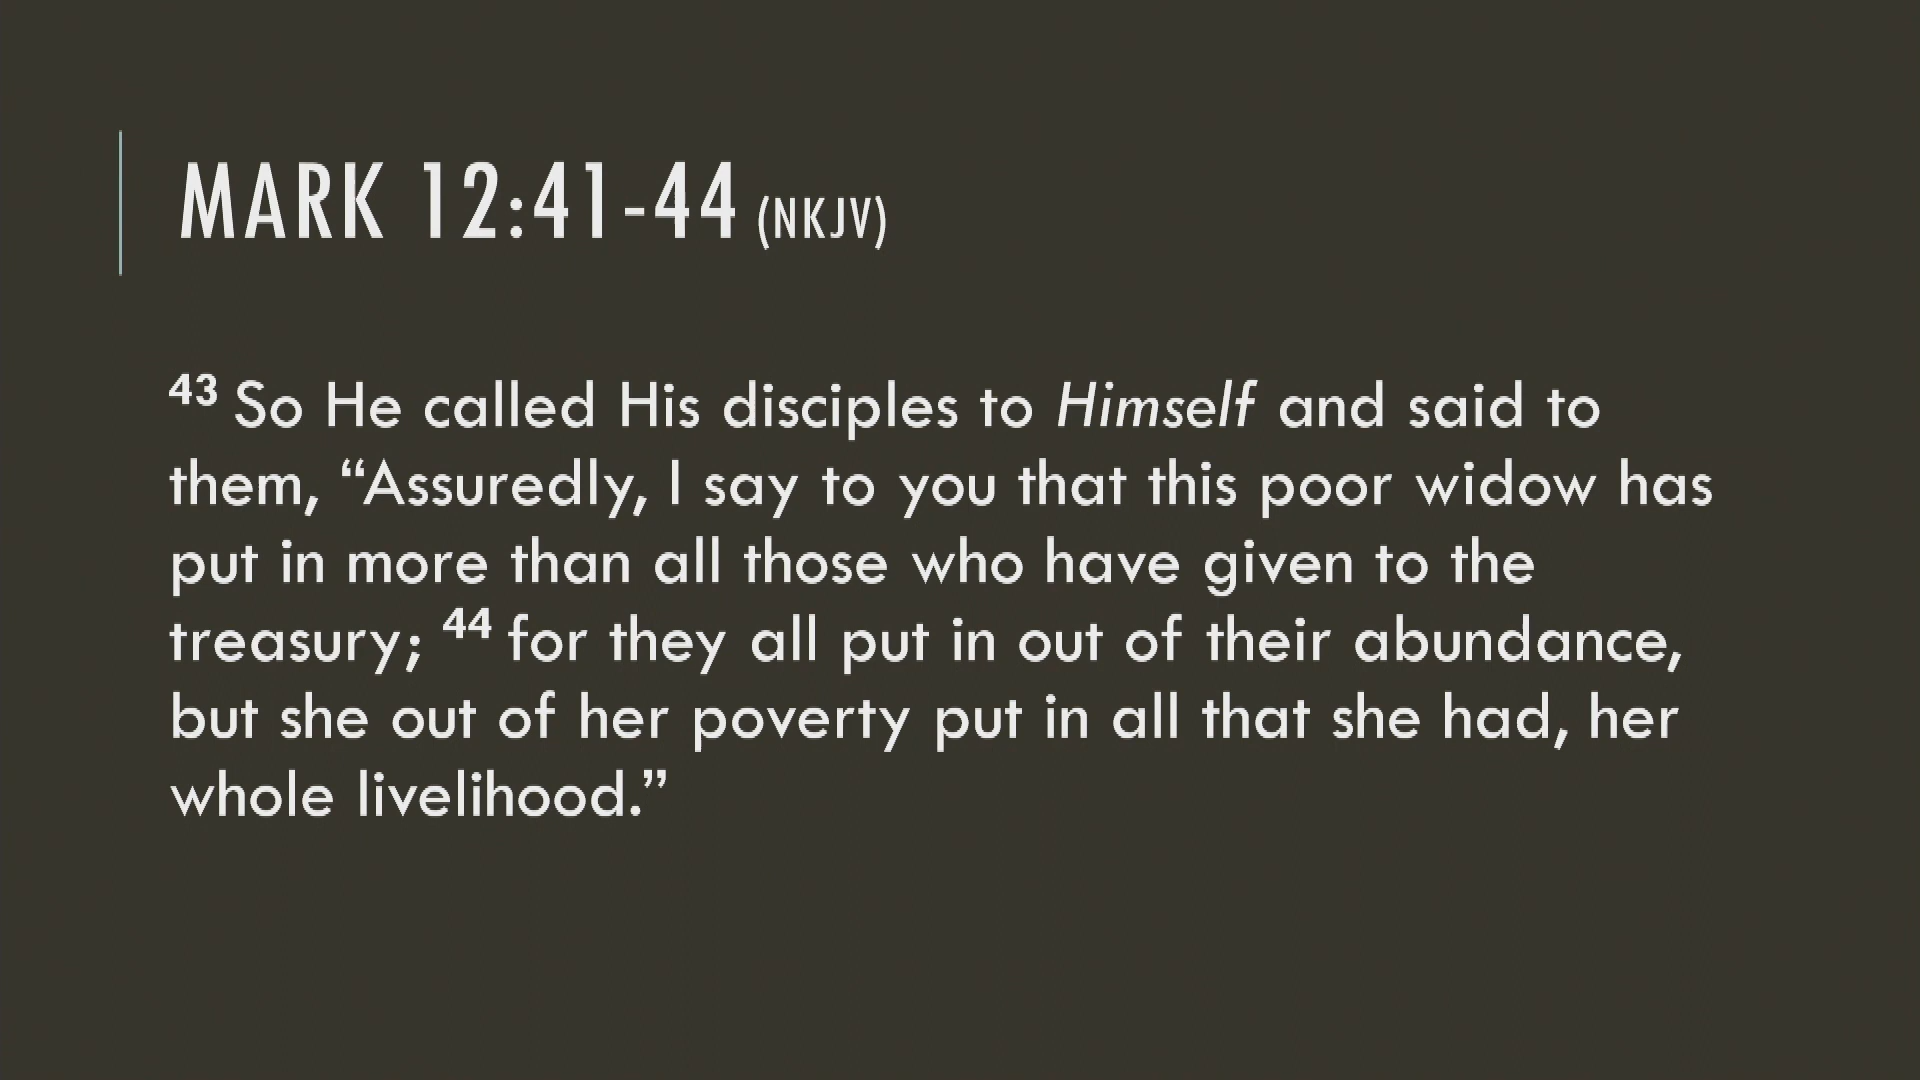 MARK 12:41-44 (NKJV)
43 So He called His disciples to Himself and said to
them, “Assuredly, I say to you that this poor widow has
put in more than all those who have given to the
treasury; 44 for they all put in out of their abundance,
but she out of her poverty put in all that she had, her
whole livelihood.”